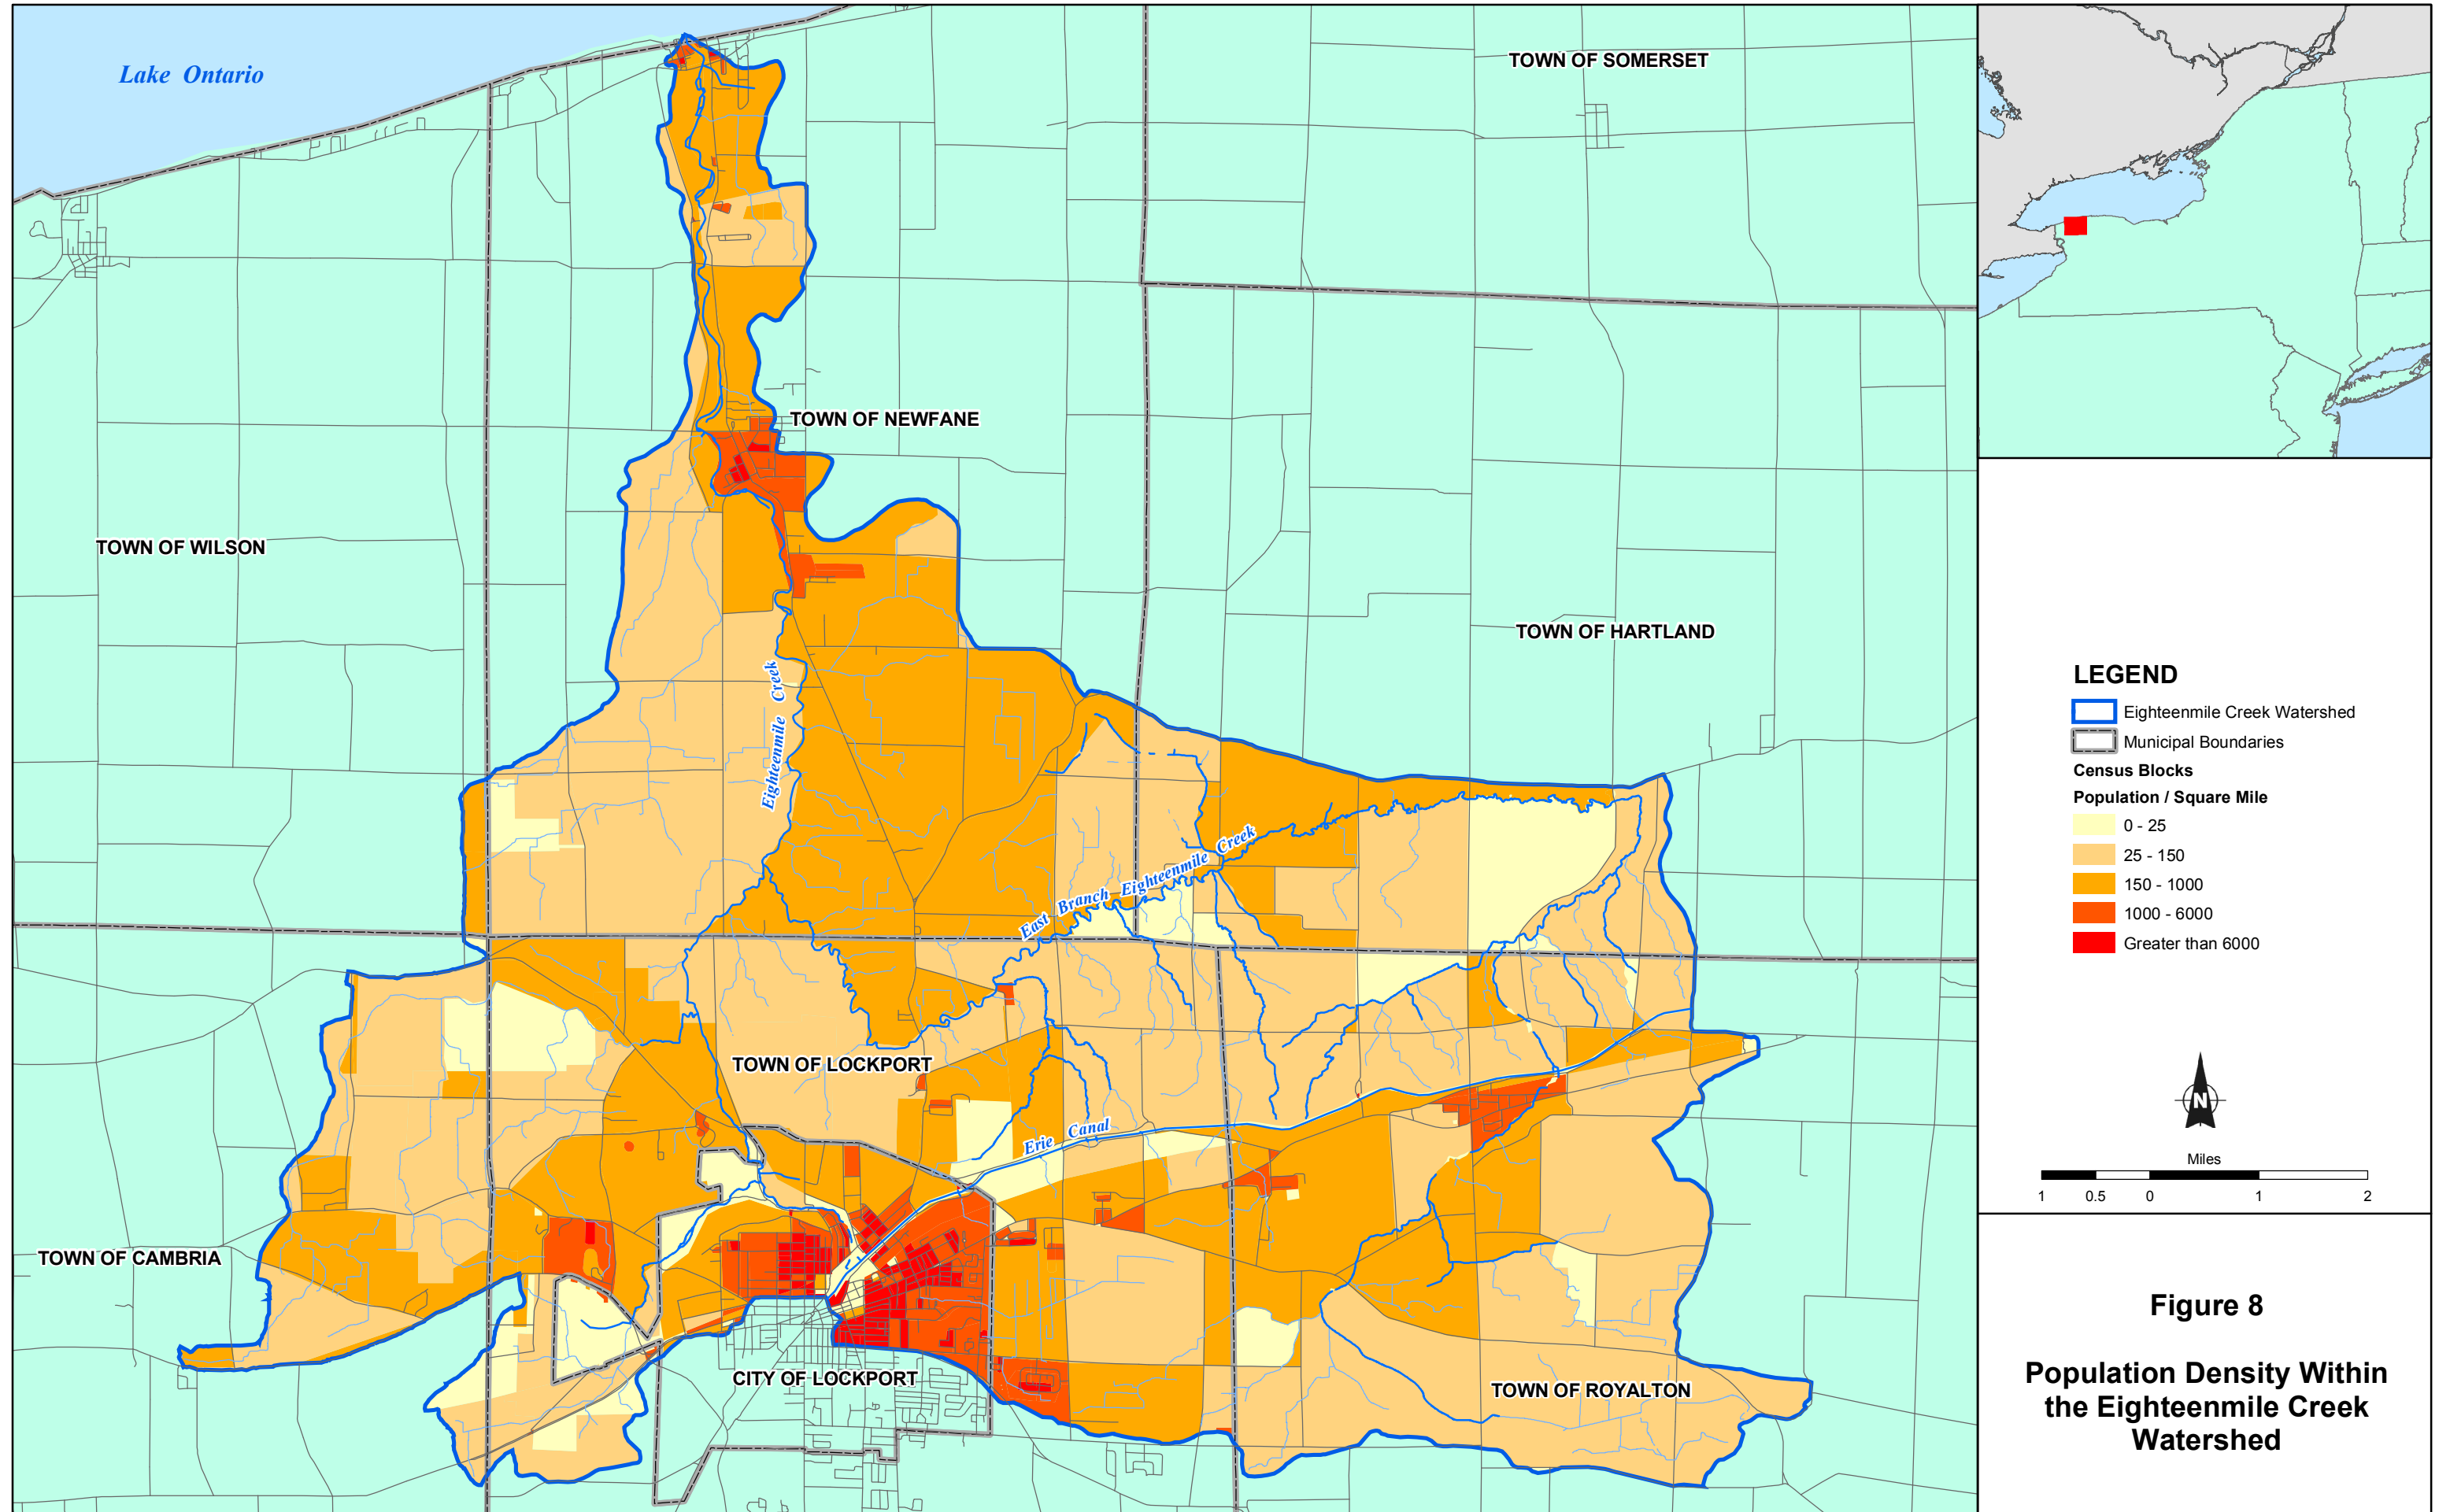 Lake Ontario
TOWN OF SOMERSET
TOWN OF NEWFANE
TOWN OF WILSON
TOWN OF HARTLAND
Eighteenmile Creek
East Branch Eighteenmile Creek
TOWN OF LOCKPORT
Erie Canal
TOWN OF CAMBRIA
CITY OF LOCKPORT
TOWN OF ROYALTON
LEGEND
Eighteenmile Creek Watershed
Municipal Boundaries
Census Blocks
Population / Square Mile
0 - 25
25 - 150
150 - 1000
1000 - 6000
Greater than 6000
N
Miles
1 0.5 0 1 2
Figure 8
Population Density Within
the Eighteenmile Creek
Watershed